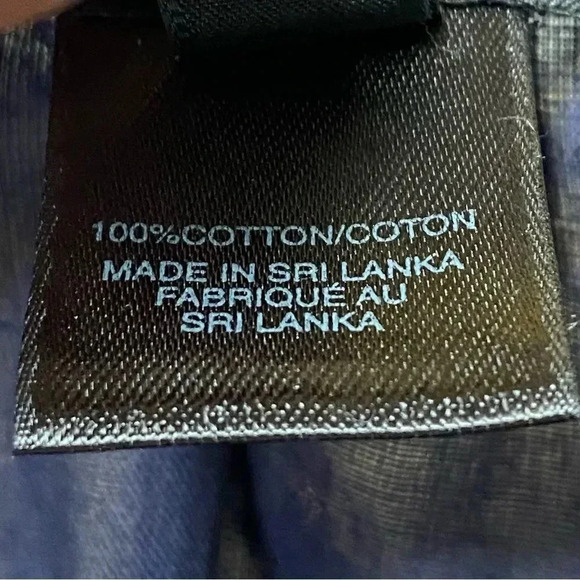 100%COTTON/COTON
MADE IN SRI LANKA
FABRIQUÉ AU
SRI LANKA